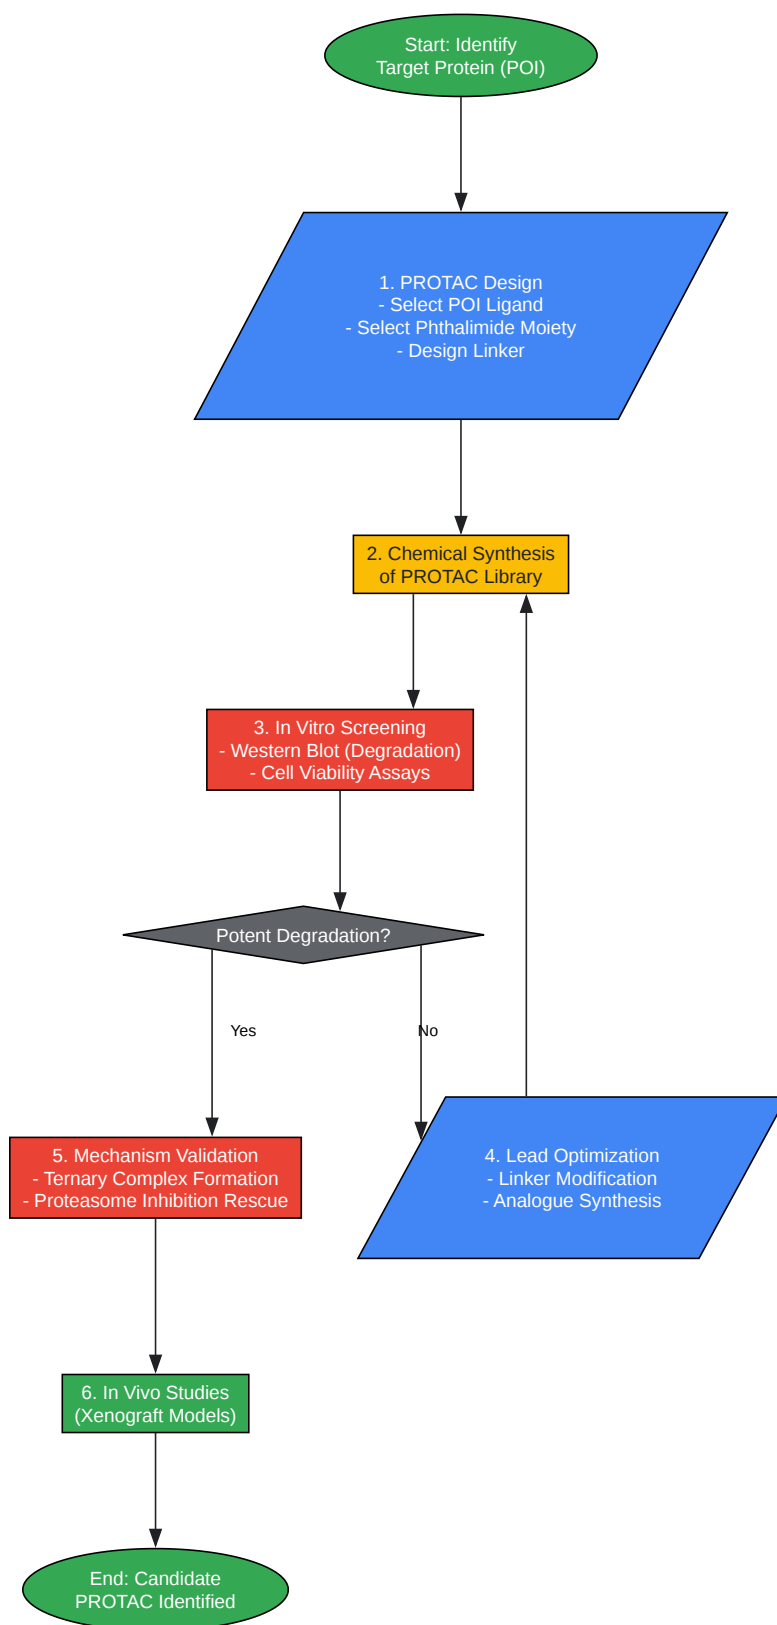 Start: Identify
Target Protein (POI)
1. PROTAC Design
- Select POI Ligand
- Select Phthalimide Moiety
- Design Linker
2. Chemical Synthesis
of PROTAC Library
3. In Vitro Screening
- Western Blot (Degradation)
- Cell Viability Assays
Potent Degradation?
Yes
No
5. Mechanism Validation
- Ternary Complex Formation
- Proteasome Inhibition Rescue
4. Lead Optimization
- Linker Modification
- Analogue Synthesis
6. In Vivo Studies
(Xenograft Models)
End: Candidate
PROTAC Identified